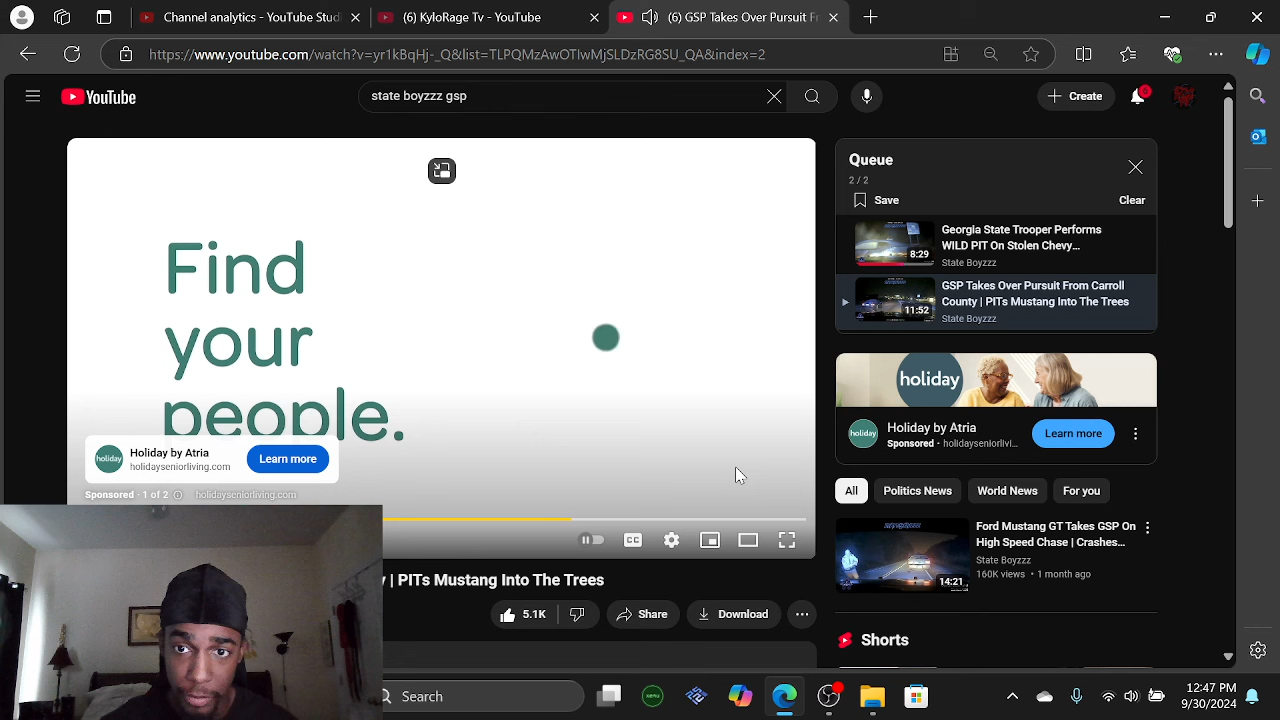 Channel analytics - YouTube Stud
(6) KyloRage Tv - YouTube
(6) GSP Takes Over Pursuit Fr
https://www.youtube.com/watch?v=yr1kBqHj-_Q&list=TLPQMzAwOTIwMjSLDzRG8SU_QA&index=2
YouTube
state boyzzz gsp
Create
Find
your
people.
Holiday by Atria
holidayseniorliving.com
Learn more
Sponsored · 1 of 2
holidayseniorliving.com
CC
y | PITs Mustang Into The Trees
5.1K
Share
Download
Queue
2 / 2
Save
Clear
8:29
Georgia State Trooper Performs
WILD PIT On Stolen Chevy...
State Boyzzz
11:52
GSP Takes Over Pursuit From Carroll
County | PITs Mustang Into The Trees
State Boyzzz
holiday
holiday
Holiday by Atria
Sponsored · holidayseniorlivi...
Learn more
All
Politics News
World News
For you
14:21
Ford Mustang GT Takes GSP On
High Speed Chase | Crashes...
State Boyzzz
160K views · 1 month ago
Shorts
Search
xemu
12:47 PM
9/30/2024